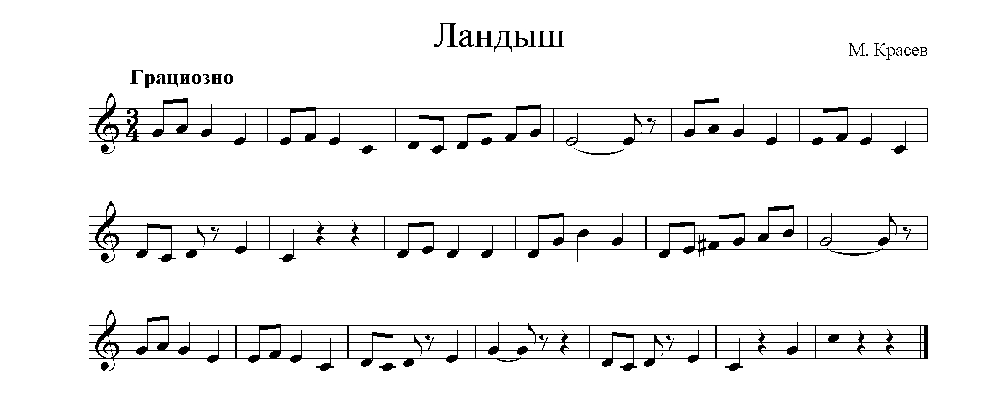 Ландыш
М. Красев
Грациозно
3
4